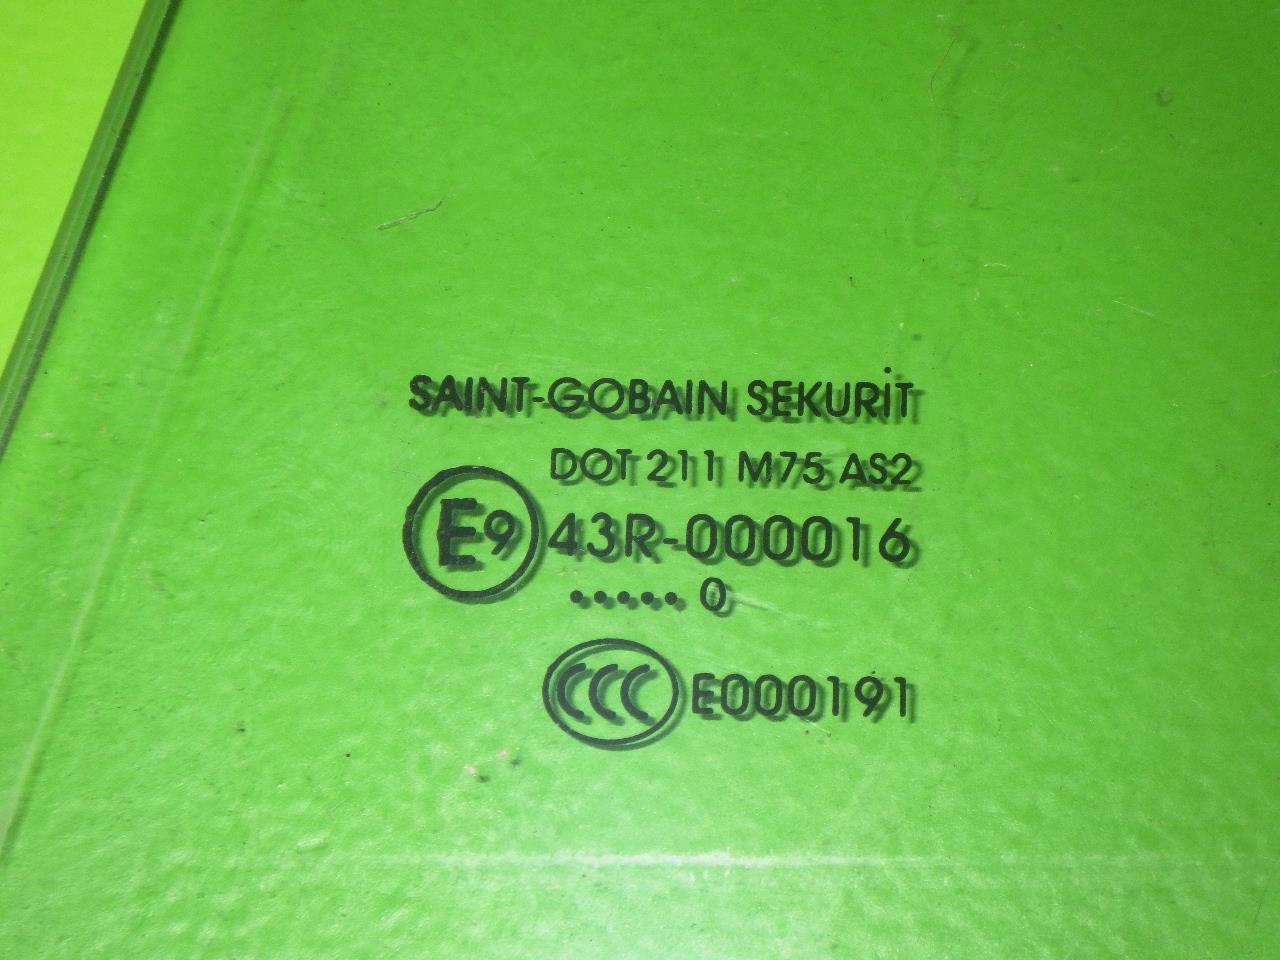 SAINT-GOBAIN SEKURIT
DOT 211 M75 AS2
E9 43R-000016
..... 0
CCC E000191